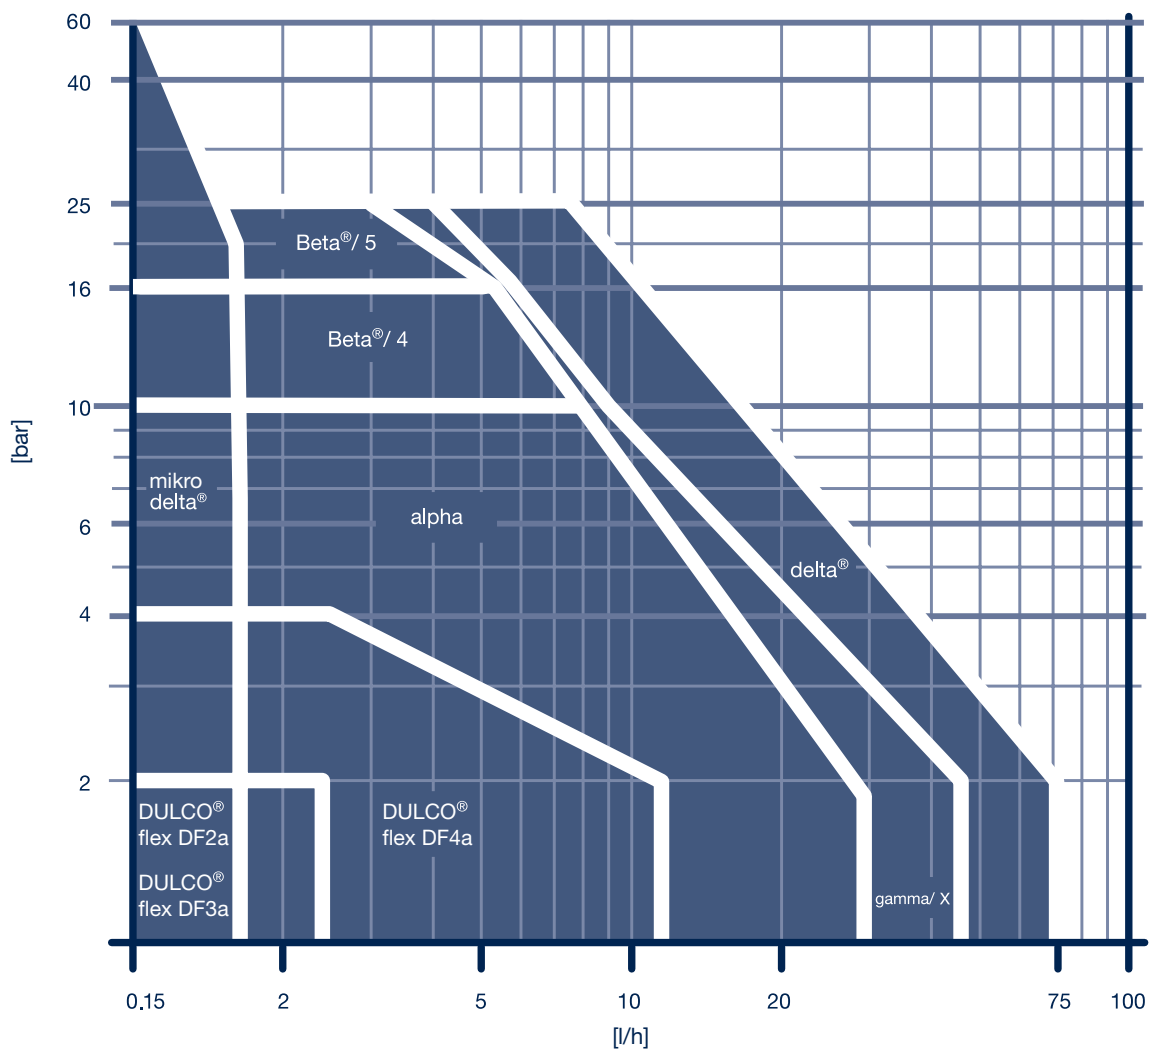 60
40
25
16
10
6
4
2
[bar]
Beta®/ 5
Beta®/ 4
mikro
delta®
alpha
delta®
DULCO®
flex DF2a
DULCO®
flex DF3a
DULCO®
flex DF4a
gamma/ X
0.15
2
5
10
20
75
100
[l/h]